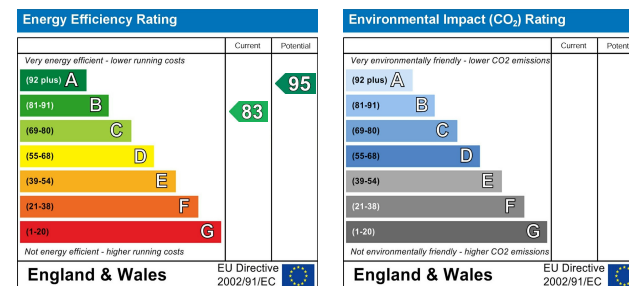 Energy Efficiency Rating
Current Potential
Very energy efficient - lower running costs
(92 plus) A
95
(81-91) B
83
(69-80) C
(55-68) D
(39-54) E
(21-38) F
(1-20) G
Not energy efficient - higher running costs
England & Wales
EU Directive
2002/91/EC
Environmental Impact (CO2) Rating
Current Poten
Very environmentally friendly - lower CO2 emissions
(92 plus) A
(81-91) B
(69-80) C
(55-68) D
(39-54) E
(21-38) F
(1-20) G
Not environmentally friendly - higher CO2 emissions
England & Wales
EU Directive
2002/91/EC